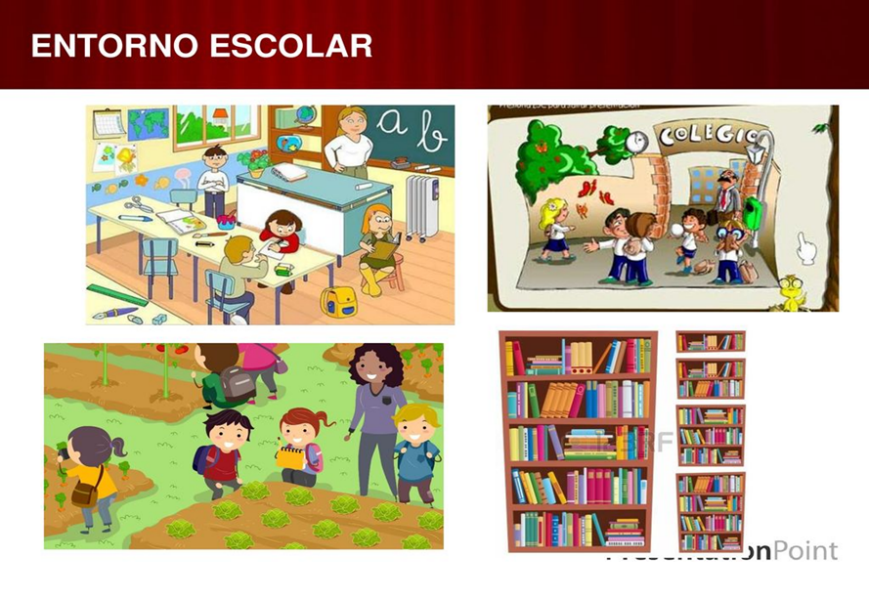 ENTORNO ESCOLAR
a b
COLEGIO
PresentationPoint